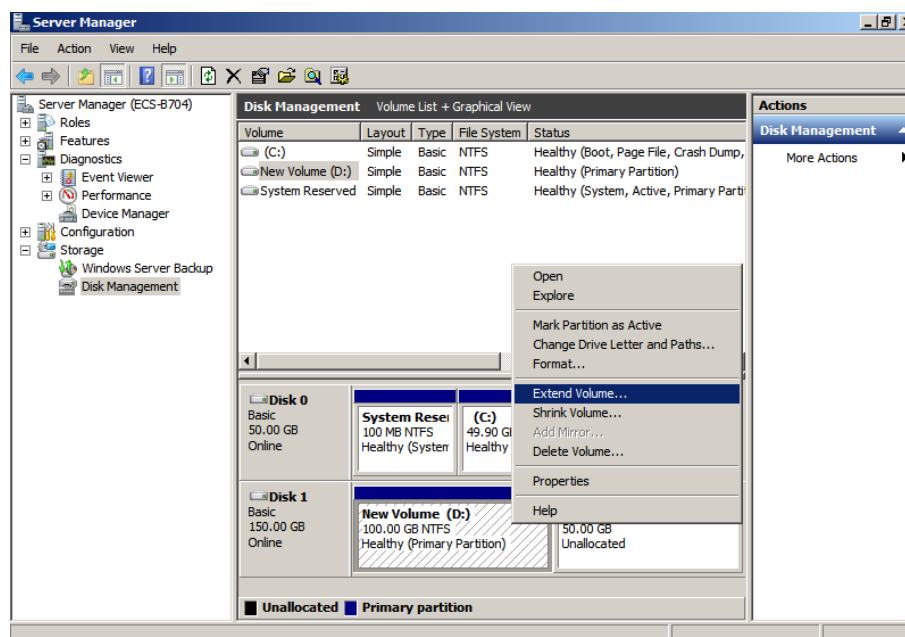 Server Manager
File Action View Help
Server Manager (ECS-B704)
Roles
Features
Diagnostics
Event Viewer
Performance
Device Manager
Configuration
Storage
Windows Server Backup
Disk Management
Disk Management Volume List + Graphical View
Volume Layout Type File System Status
(C:) Simple Basic NTFS Healthy (Boot, Page File, Crash Dump,
New Volume (D:) Simple Basic NTFS Healthy (Primary Partition)
System Reserved Simple Basic NTFS Healthy (System, Active, Primary Parti
Open
Explore
Mark Partition as Active
Change Drive Letter and Paths...
Format...
Extend Volume...
Shrink Volume...
Add Mirror...
Delete Volume...
Properties
Help
Disk 0
Basic
50.00 GB
Online
System Reser
100 MB NTFS
Healthy (System
(C:)
49.90 G
Healthy
Disk 1
Basic
150.00 GB
Online
New Volume (D:)
100.00 GB NTFS
Healthy (Primary Partition)
50.00 GB
Unallocated
Unallocated Primary partition
Actions
Disk Management
More Actions